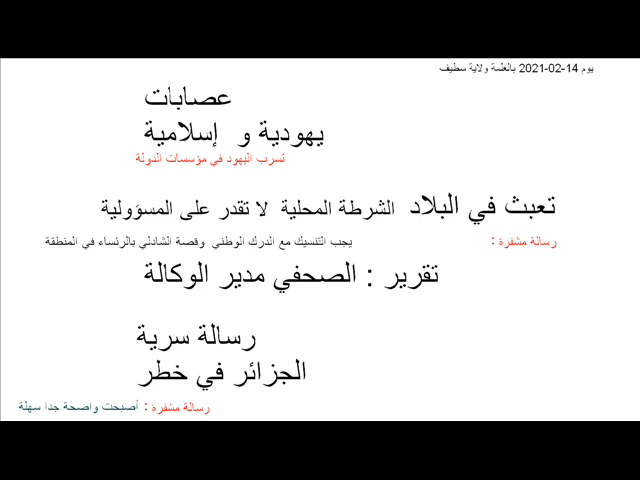 يوم 14-02-2021 بالعلمة ولاية سطيف
عصابات
يهودية و إسلامية
تسرب اليهود في مؤسسات الدولة
تعبث في البلاد الشرطة المحلية لا تقدر على المسؤولية
رسالة مشفرة : يجب التنسيك مع الدرك الوطني وقصة الشاذلي بالرنساء في المنطقة
تقرير : الصحفي مدير الوكالة
رسالة سرية
الجزائر في خطر
رسالة مشفرة : أصبحت واضحة جدا سهلة